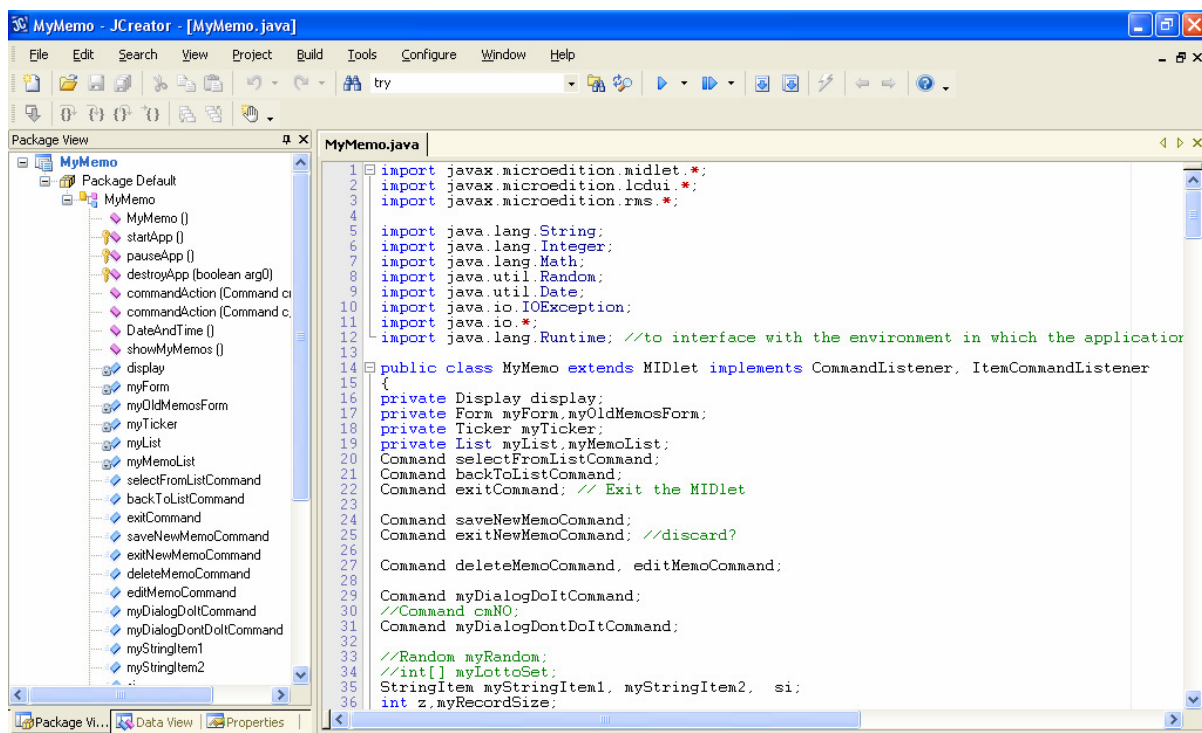 MyMemo - JCreator - [MyMemo.java]
File Edit Search View Project Build Tools Configure Window Help
try
Package View
MyMemo
Package Default
MyMemo
MyMemo ()
startApp ()
pauseApp ()
destroyApp (boolean arg0)
commandAction (Command
commandAction (Command c,
DateAndTime ()
showMyMemos ()
display
myForm
myOldMemosForm
myTicker
myList
myMemoList
selectFromListCommand
backToListCommand
exitCommand
saveNewMemoCommand
exitNewMemoCommand
deleteMemoCommand
editMemoCommand
myDialogDoItCommand
myDialogDontDoItCommand
myStringItem1
myStringItem2
Package Vi... Data View Properties
MyMemo.java
1 import javax.microedition.midlet.*;
2 import javax.microedition.lcdui.*;
3 import javax.microedition.rms.*;
4
5 import java.lang.String;
6 import java.lang.Integer;
7 import java.lang.Math;
8 import java.util.Random;
9 import java.util.Date;
10 import java.io.IOException;
11 import java.io.*;
12 import java.lang.Runtime; //to interface with the environment in which the application
13
14 public class MyMemo extends MIDlet implements CommandListener, ItemCommandListener
15 {
16 private Display display;
17 private Form myForm,myOldMemosForm;
18 private Ticker myTicker;
19 private List myList,myMemoList;
20 Command selectFromListCommand;
21 Command backToListCommand;
22 Command exitCommand; // Exit the MIDlet
23
24 Command saveNewMemoCommand;
25 Command exitNewMemoCommand; //discard?
26
27 Command deleteMemoCommand, editMemoCommand;
28
29 Command myDialogDoItCommand;
30 //Command cmNO;
31 Command myDialogDontDoItCommand;
32
33 //Random myRandom;
34 //int[] myLottoSet;
35 StringItem myStringItem1, myStringItem2, si;
36 int z,myRecordSize;